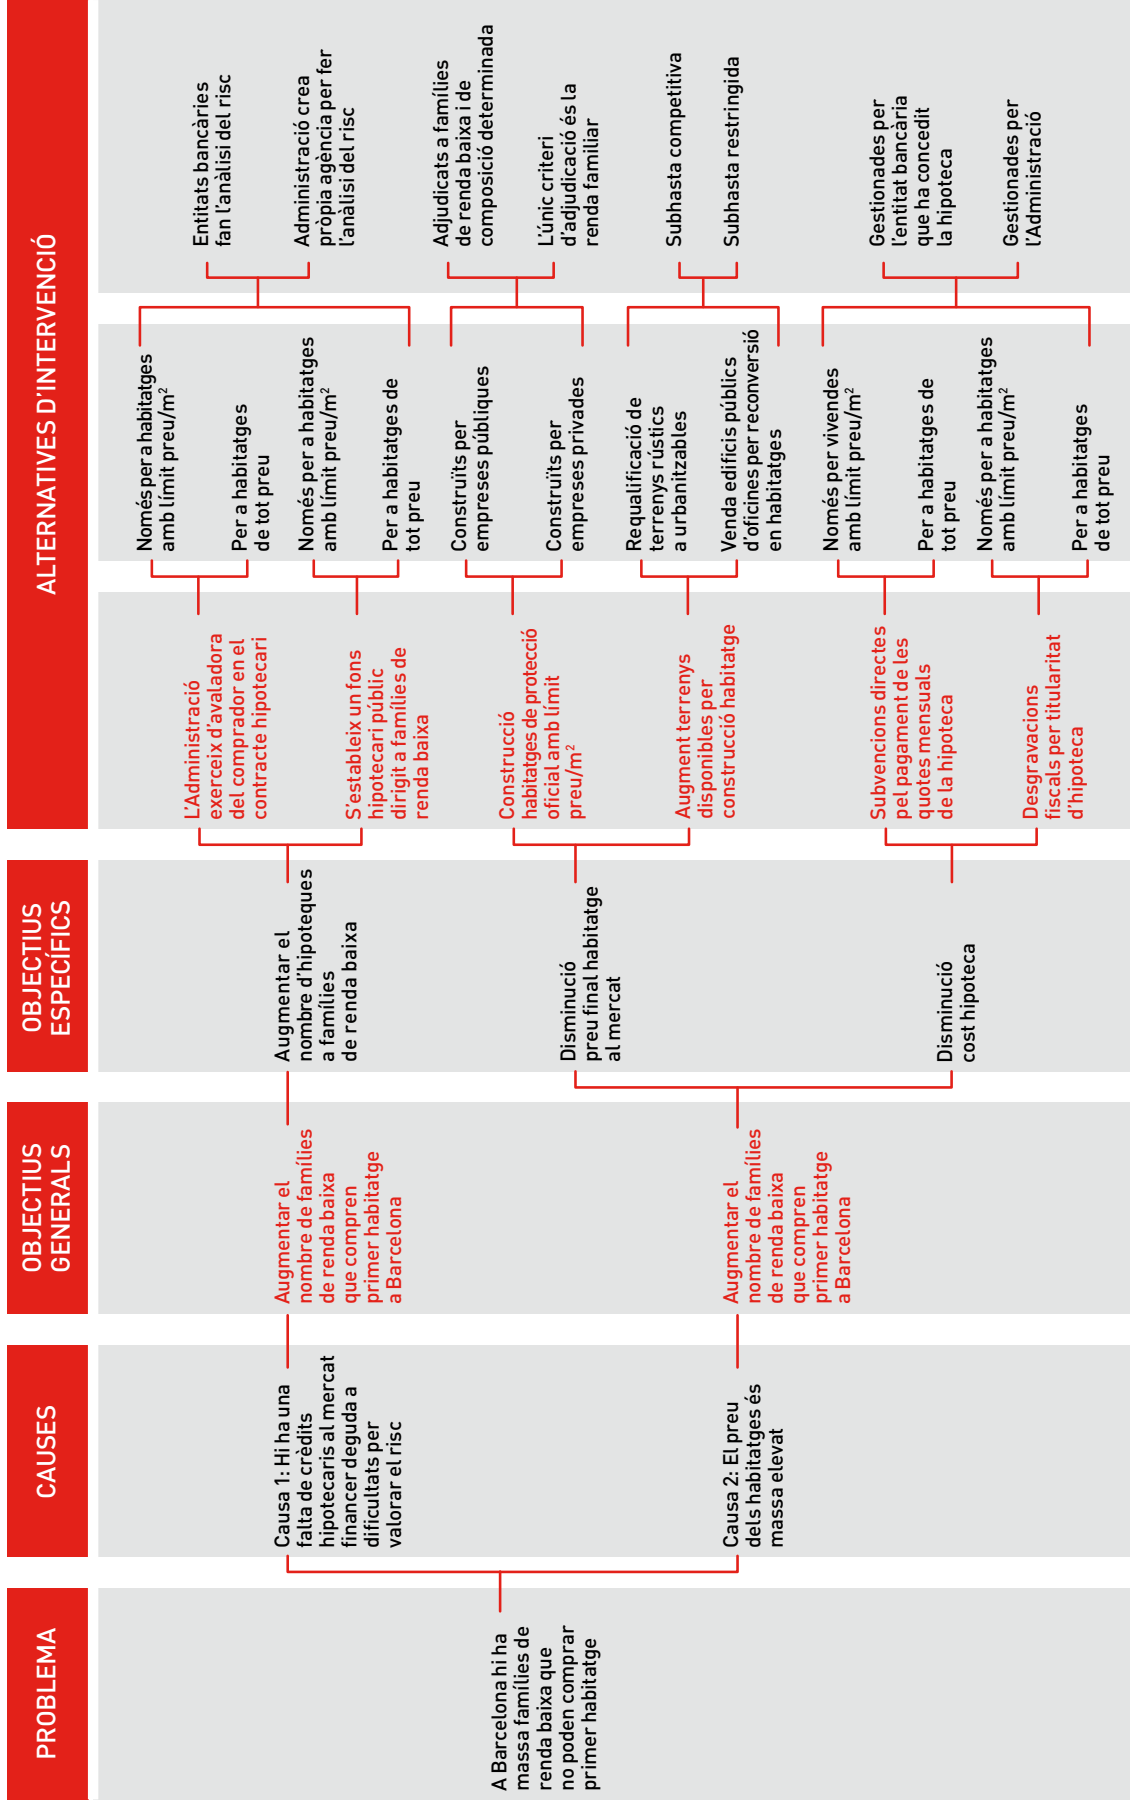 PROBLEMA
CAUSES
OBJECTIUS
GENERALS
OBJECTIUS
ESPECÍFICS
ALTERNATIVES D'INTERVENCIÓ
A Barcelona hi ha
massa famílies de
renda baixa que
no poden comprar
primer habitatge
Causa 1: Hi ha una
falta de crèdits
hipotecaris al mercat
financer deguda a
dificultats per
valorar el risc
Causa 2: El preu
dels habitatges és
massa elevat
Augmentar el
nombre de famílies
de renda baixa
que compren
primer habitatge
a Barcelona
Augmentar el
nombre de famílies
de renda baixa
que compren
primer habitatge
a Barcelona
Augmentar el
nombre d'hipoteques
a famílies
de renda baixa
Disminució
preu final habitatge
al mercat
Disminució
cost hipoteca
L'Administració
exerceix d'avaladora
del comprador en el
contracte hipotecari
S'estableix un fons
hipotecari públic
dirigit a famílies de
renda baixa
Construcció
habitatges de protecció
oficial amb límit
preu/m²
Augment terrenys
disponibles per
construcció habitatge
Subvencions directes
pel pagament de les
quotes mensuals
de la hipoteca
Desgravacions
fiscals per titularitat
d'hipoteca
Només per a habitatges
amb límit preu/m²
Per a habitatges
de tot preu
Només per a habitatges
amb límit preu/m²
Per a habitatges de
tot preu
Construïts per
empreses públiques
Construïts per
empreses privades
Requalificació de
terrenys rústics
a urbanitzables
Venda edificis públics
d'oficines per reconversió
en habitatges
Només per vivendes
amb límit preu/m²
Per a habitatges de
tot preu
Només per a habitatges
amb límit preu/m²
Per a habitatges
de tot preu
Entitats bancàries
fan l'anàlisi del risc
Administració crea
pròpia agència per fer
l'anàlisi del risc
Adjudicats a famílies
de renda baixa i de
composició determinada
L'únic criteri
d'adjudicació és la
renda familiar
Subhasta competitiva
Subhasta restringida
Gestionades per
l'entitat bancària
que ha concedit
la hipoteca
Gestionades per
l'Administració